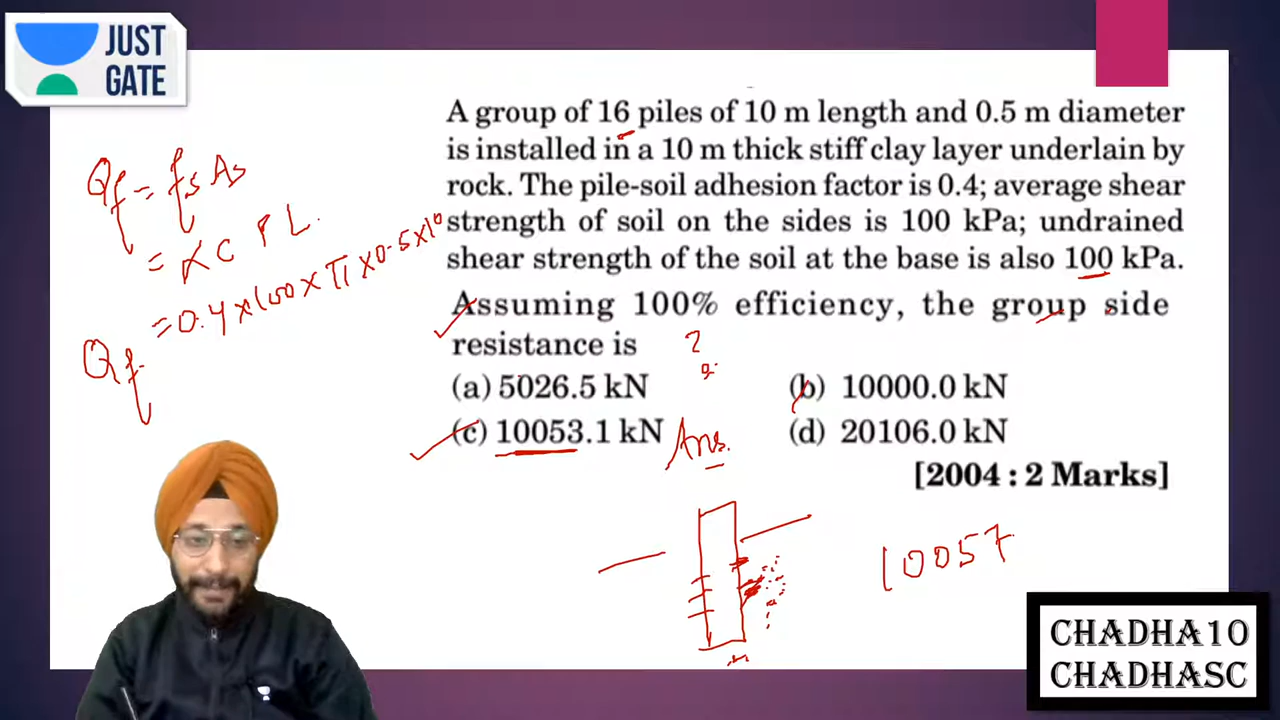 JUST
GATE
A group of 16 piles of 10 m length and 0.5 m diameter
is installed in a 10 m thick stiff clay layer underlain by
rock. The pile-soil adhesion factor is 0.4; average shear
strength of soil on the sides is 100 kPa; undrained
shear strength of the soil at the base is also 100 kPa.
Assuming 100% efficiency, the group side
resistance is
(a) 5026.5 kN
(b) 10000.0 kN
(c) 10053.1 kN
(d) 20106.0 kN
[2004 : 2 Marks]
Qf = fs As
= α C P L
= 0.4 × 100 × π × 0.5 × 10
Qf
?
Ans.
10057
CHADHA10
CHADHASC